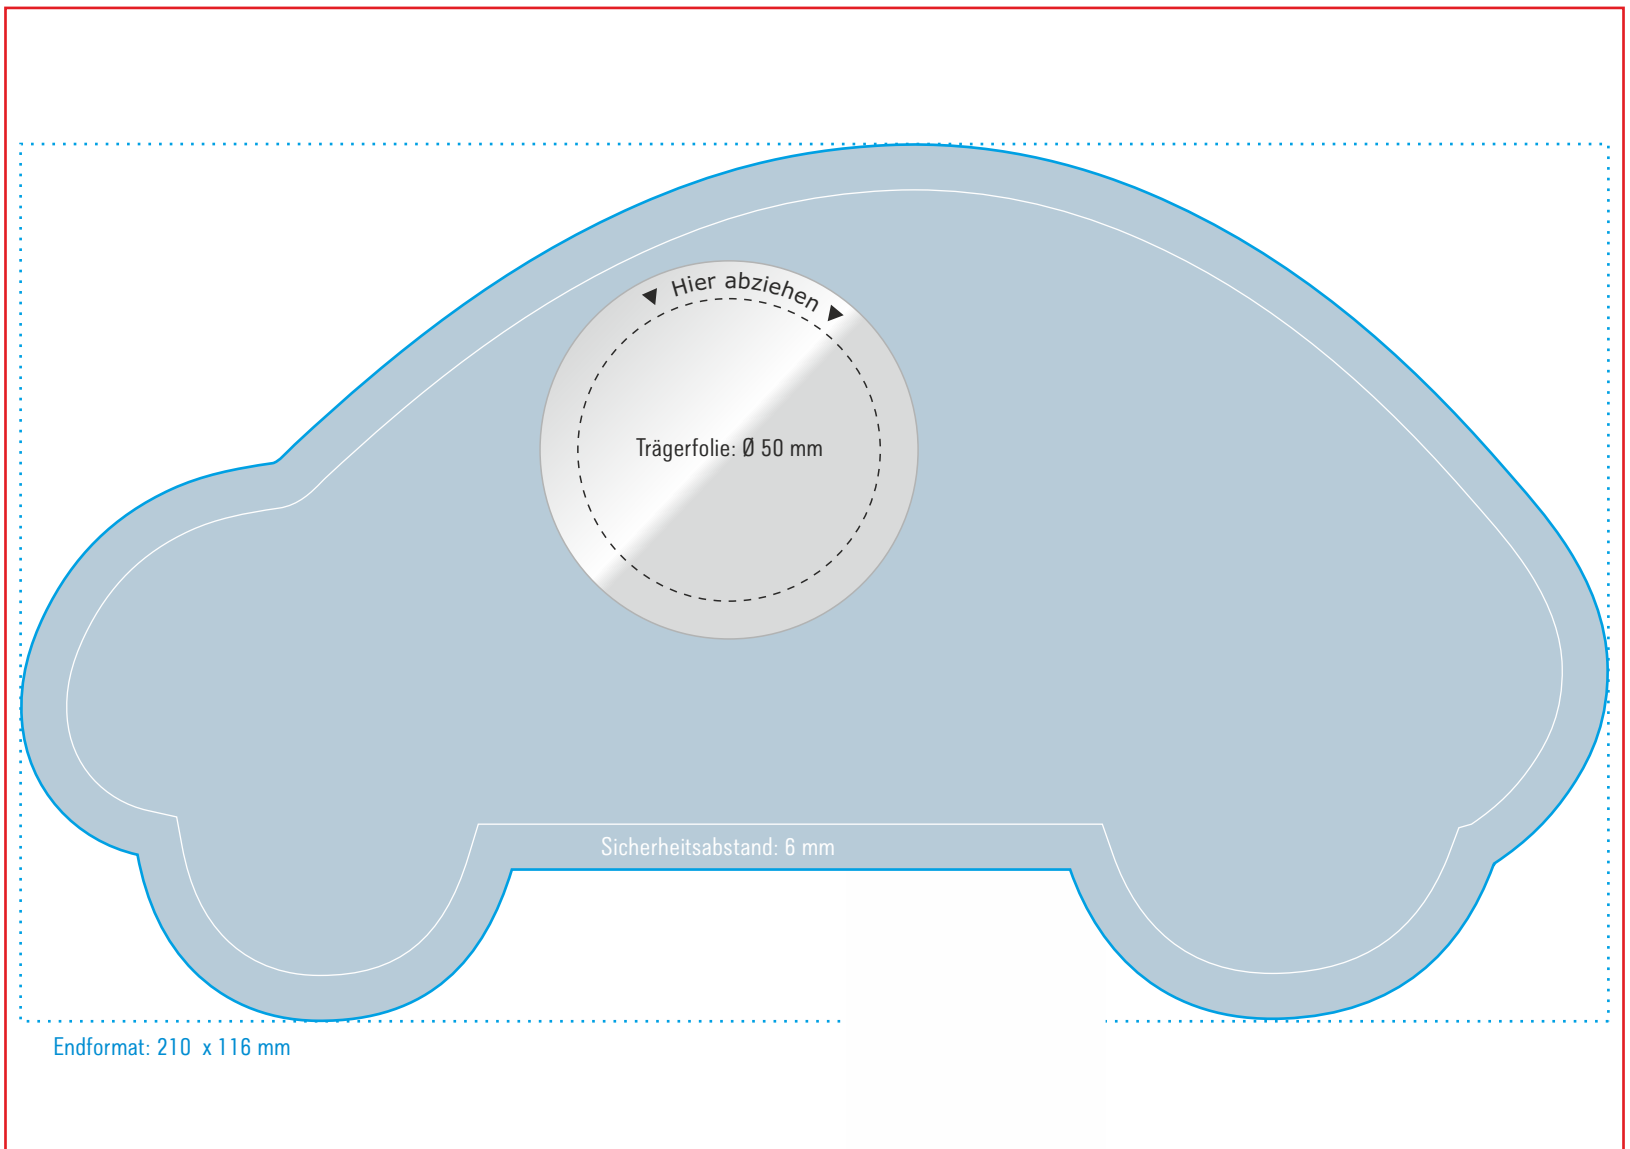 Hier abziehen
Trägerfolie: Ø 50 mm
Sicherheitsabstand: 6 mm
Endformat: 210 x 116 mm